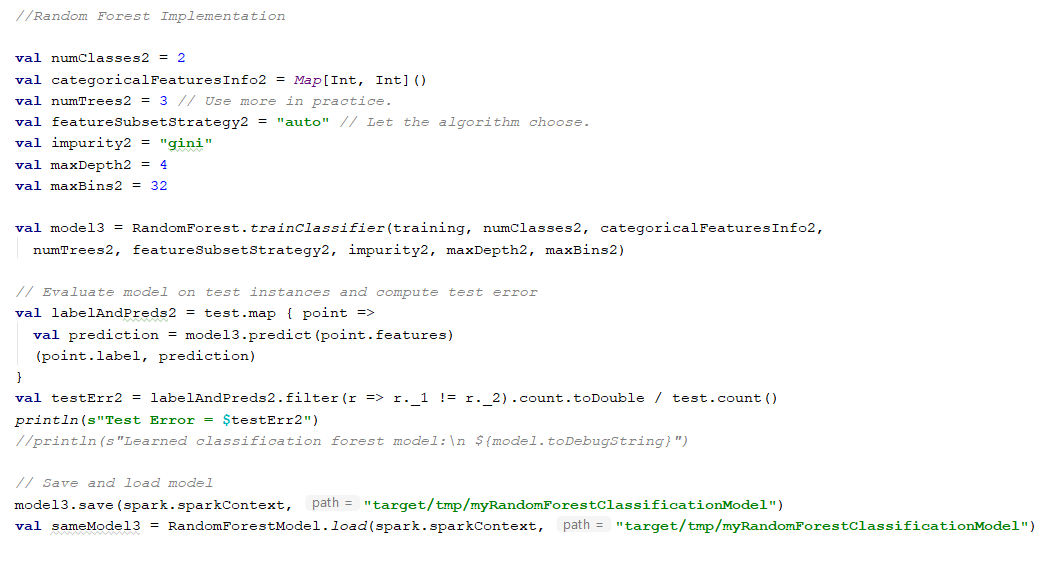 //Random Forest Implementation
val numClasses2 = 2
val categoricalFeaturesInfo2 = Map[Int, Int]()
val numTrees2 = 3 // Use more in practice.
val featureSubsetStrategy2 = "auto" // Let the algorithm choose.
val impurity2 = "gini"
val maxDepth2 = 4
val maxBins2 = 32
val model3 = RandomForest.trainClassifier(training, numClasses2, categoricalFeaturesInfo2,
numTrees2, featureSubsetStrategy2, impurity2, maxDepth2, maxBins2)
// Evaluate model on test instances and compute test error
val labelAndPreds2 = test.map { point =>
val prediction = model3.predict(point.features)
(point.label, prediction)
}
val testErr2 = labelAndPreds2.filter(r => r._1 != r._2).count.toDouble / test.count()
println(s"Test Error = $testErr2")
//println(s"Learned classification forest model:\n ${model.toDebugString}")
// Save and load model
model3.save(spark.sparkContext, path = "target/tmp/myRandomForestClassificationModel")
val sameModel3 = RandomForestModel.load(spark.sparkContext, path = "target/tmp/myRandomForestClassificationModel")